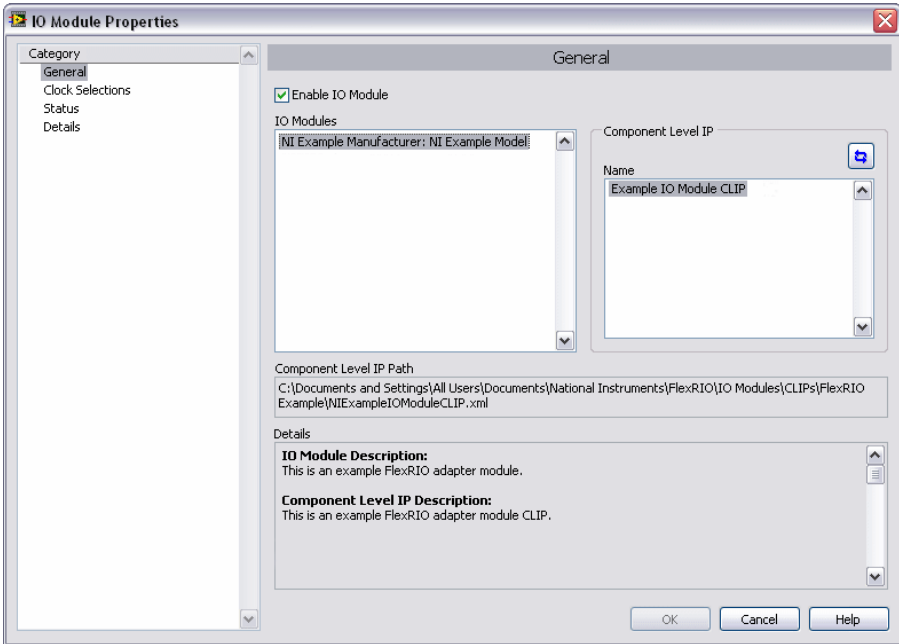 IO Module Properties
Category
General
Clock Selections
Status
Details
General
Enable IO Module
IO Modules
NI Example Manufacturer: NI Example Model
Component Level IP
Name
Example IO Module CLIP
Component Level IP Path
C:\Documents and Settings\All Users\Documents\National Instruments\FlexRIO\IO Modules\CLIPs\FlexRIO
Example\NIExampleIOModuleCLIP.xml
Details
IO Module Description:
This is an example FlexRIO adapter module.
Component Level IP Description:
This is an example FlexRIO adapter module CLIP.
OK
Cancel
Help